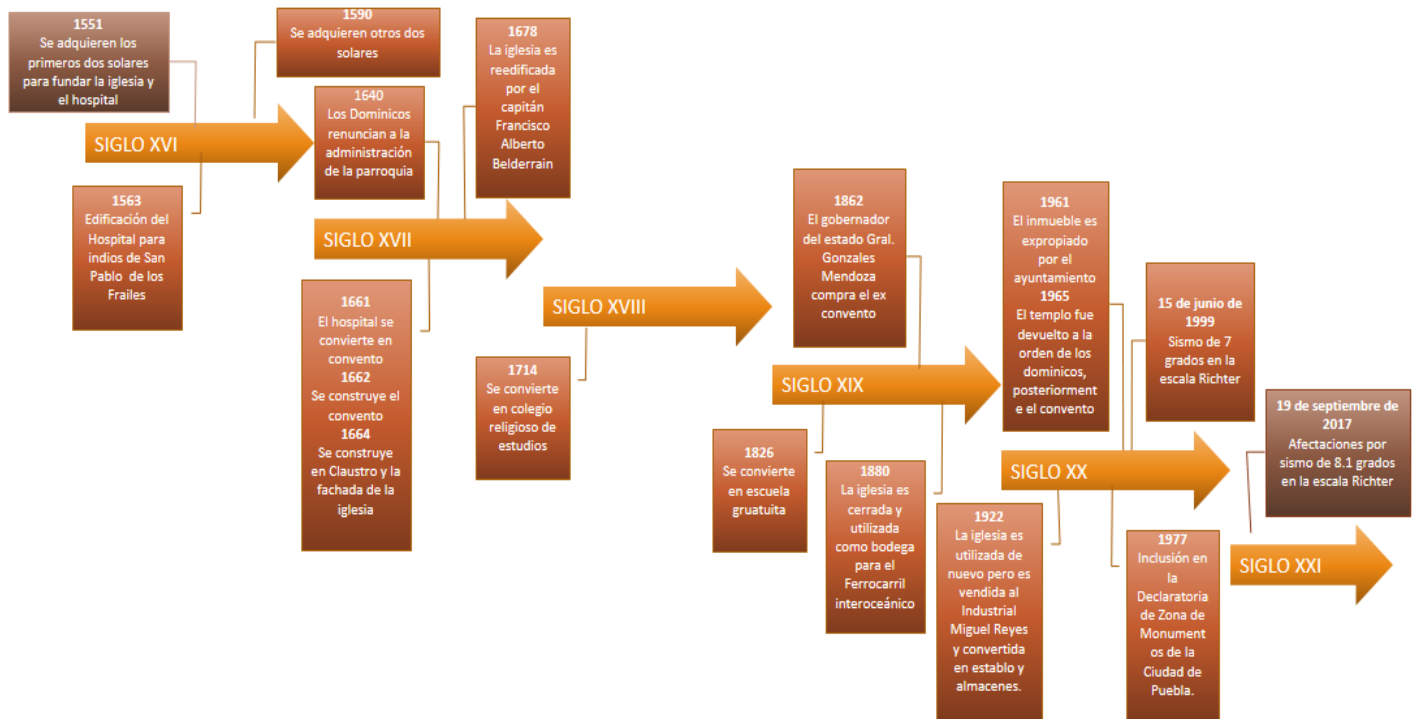 1551
Se adquieren los
primeros dos solares
para fundar la iglesia y
el hospital
1590
Se adquieren otros dos
solares
SIGLO XVI
1563
Edificación del
Hospital para
indios de San
Pablo de los
Frailes
1640
Los Dominicos
renuncian a la
administración
de la parroquia
1678
La iglesia es
reedificada
por el
capitán
Francisco
Alberto
Belderrain
SIGLO XVII
1661
El hospital se
convierte en
convento
1662
Se construye el
convento
1664
Se construye
en Claustro y la
fachada de la
iglesia
SIGLO XVIII
1714
Se convierte
en colegio
religioso de
estudios
1862
El gobernador
del estado Gral.
Gonzales
Mendoza
compra el ex
convento
SIGLO XIX
1826
Se convierte
en escuela
gruatuita
1880
La iglesia es
cerrada y
utilizada
como bodega
para el
Ferrocarril
interoceánico
1961
El inmueble es
expropiado
por el
ayuntamiento
1965
El templo fue
devuelto a la
orden de los
dominicos,
posteriorment
e el convento
15 de junio de
1999
Sismo de 7
grados en la
escala Richter
SIGLO XX
1922
La iglesia es
utilizada de
nuevo pero es
vendida al
Industrial
Miguel Reyes
y convertida
en establo y
almacenes.
1977
Inclusión en
la
Declaratoria
de Zona de
Monument
os de la
Ciudad de
Puebla.
19 de septiembre de
2017
Afectaciones por
sismo de 8.1 grados
en la escala Richter
SIGLO XXI